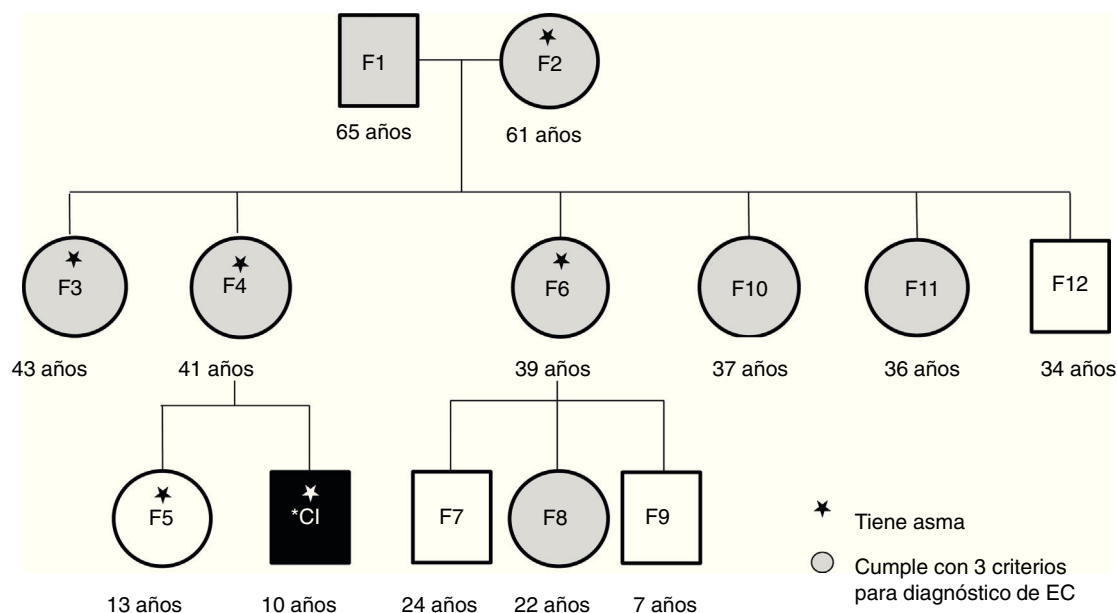 F1
F2
65 años
61 años
F3
F4
F6
F10
F11
F12
43 años
41 años
39 años
37 años
36 años
34 años
F5
*CI
F7
F8
F9
Tiene asma
Cumple con 3 criterios
para diagnóstico de EC
13 años
10 años
24 años
22 años
7 años